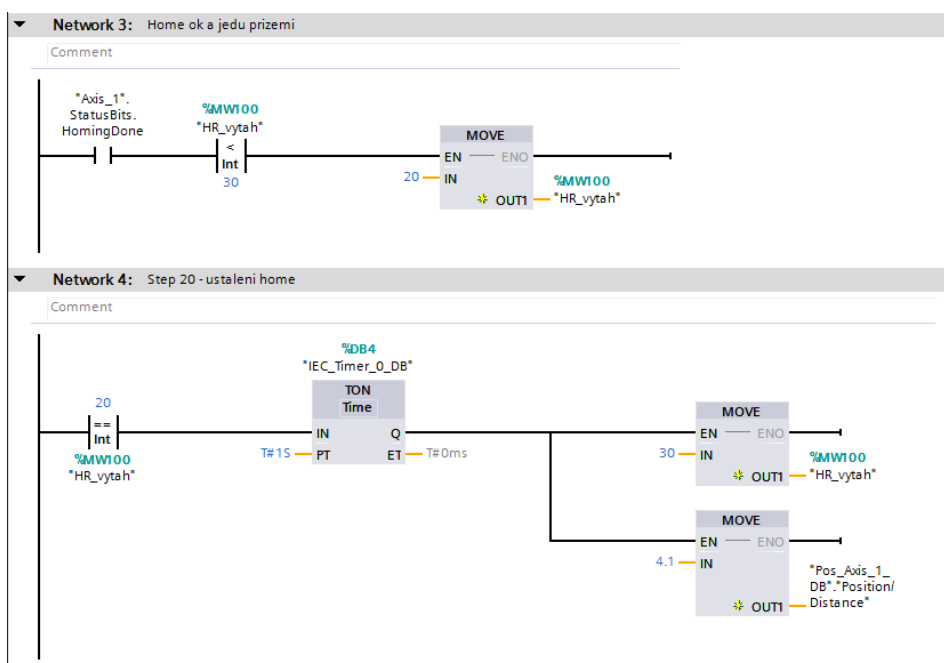 Network 3: Home ok a jedu prizemi
Comment
"Axis_1".
StatusBits.
HomingDone
%MW100
"HR_vytah"
<
Int
30
MOVE
EN ENO
20 IN
OUT1
%MW100
"HR_vytah"
Network 4: Step 20 - ustaleni home
Comment
20
==
Int
%MW100
"HR_vytah"
%DB4
"IEC_Timer_0_DB"
TON
Time
IN Q
T#1S PT ET T#0ms
MOVE
EN ENO
30 IN
OUT1
%MW100
"HR_vytah"
MOVE
EN ENO
4.1 IN
OUT1
"Pos_Axis_1_
DB"."Position/
Distance"